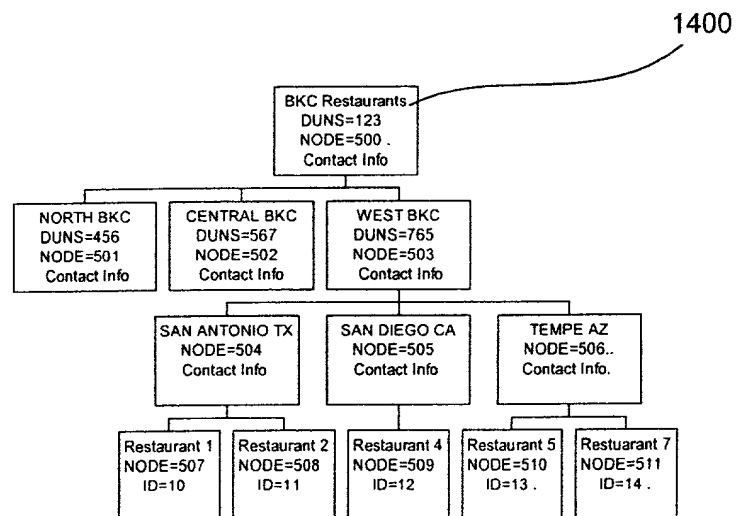 1400
BKC Restaurants
DUNS=123
NODE=500 .
Contact Info
NORTH BKC
DUNS=456
NODE=501
Contact Info
CENTRAL BKC
DUNS=567
NODE=502
Contact Info
WEST BKC
DUNS=765
NODE=503
Contact Info
SAN ANTONIO TX
NODE=504
Contact Info
SAN DIEGO CA
NODE=505
Contact Info
TEMPE AZ
NODE=506..
Contact Info.
Restaurant 1
NODE=507
ID=10
Restaurant 2
NODE=508
ID=11
Restaurant 4
NODE=509
ID=12
Restaurant 5
NODE=510
ID=13 .
Restuarant 7
NODE=511
ID=14 .